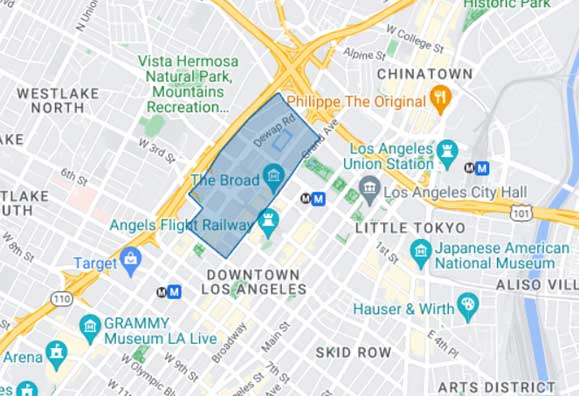 Historic Park
N Union
W College St
Alpine St
Vista Hermosa
Natural Park,
Mountains
Recreation...
CHINATOWN
WESTLAKE
NORTH
Philippe The Original
Dewap Rd
Grand Ave
W 3rd St
Los Angeles
Union Station
M M
6th St
The Broad
M M
Los Angeles City Hall
101
W 8th St
Angels Flight Railway
LITTLE TOKYO
Target
1st St
Japanese American
National Museum
DOWNTOWN
LOS ANGELES
ALISO VILL
110
M M
Hauser & Wirth
GRAMMY
Museum LA Live
Broadway
Main St
E 4th Pl
Arena
SKID ROW
W 9th St
7th St
W Olympic Blv
W 11
8th St
ARTS DISTRICT